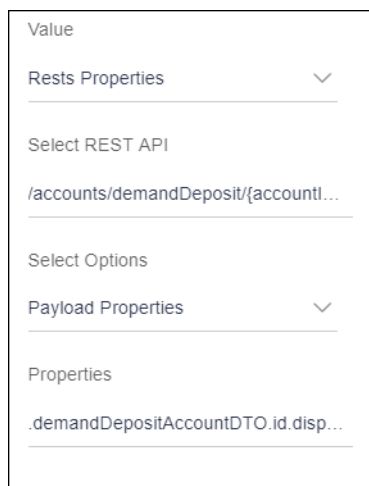 Value
Rests Properties
Select REST API
/accounts/demandDeposit/{accountI...
Select Options
Payload Properties
Properties
.demandDepositAccountDTO.id.disp...